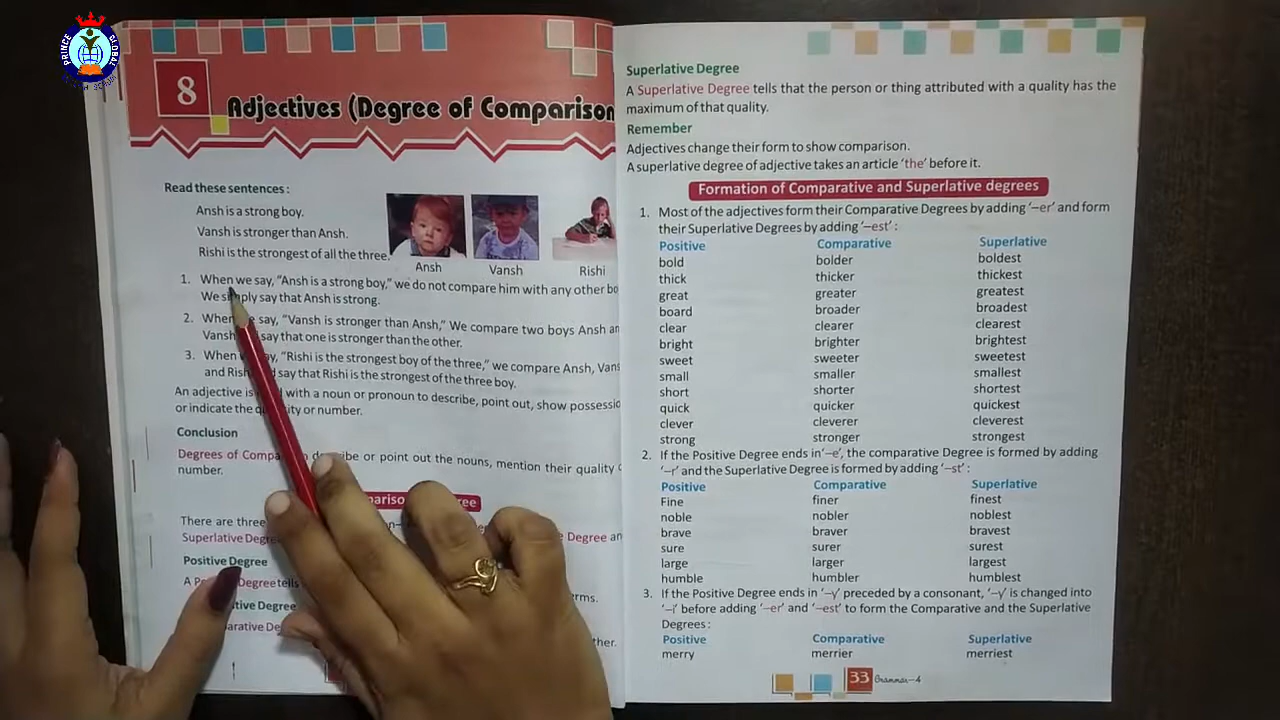 PRINCE GLOBAL
8
Adjectives (Degree of Comparison
Read these sentences :
Ansh is a strong boy.
Vansh is stronger than Ansh.
Rishi is the strongest of all the three.
Ansh Vansh Rishi
1. When we say, “Ansh is a strong boy,” we do not compare him with any other bo
We simply say that Ansh is strong.
2. When say, “Vansh is stronger than Ansh,” We compare two boys Ansh an
Vansh say that one is stronger than the other.
3. When “Rishi is the strongest boy of the three,” we compare Ansh, Vans
and say that Rishi is the strongest of the three boy.
An adjective is with a noun or pronoun to describe, point out, show possessio
or indicate the or number.
Conclusion
Degrees of or point out the nouns, mention their quality
number.
There are three
Superlative Degree an
Positive Degree
A tells
Degree
other.
Superlative Degree
A Superlative Degree tells that the person or thing attributed with a quality has the
maximum of that quality.
Remember
Adjectives change their form to show comparison.
A superlative degree of adjective takes an article ‘the’ before it.
Formation of Comparative and Superlative degrees
1. Most of the adjectives form their Comparative Degrees by adding ‘–er’ and form
their Superlative Degrees by adding ‘–est’ :
Positive Comparative Superlative
bold bolder boldest
thick thicker thickest
great greater greatest
board broader broadest
clear clearer clearest
bright brighter brightest
sweet sweeter sweetest
small smaller smallest
short shorter shortest
quick quicker quickest
clever cleverer cleverest
strong stronger strongest
2. If the Positive Degree ends in ‘–e’, the comparative Degree is formed by adding
‘–r’ and the Superlative Degree is formed by adding ‘–st’ :
Positive Comparative Superlative
Fine finer finest
noble nobler noblest
brave braver bravest
sure surer surest
large larger largest
humble humbler humblest
3. If the Positive Degree ends in ‘–y’ preceded by a consonant, ‘–y’ is changed into
‘–i’ before adding ‘–er’ and ‘–est’ to form the Comparative and the Superlative
Degrees :
Positive Comparative Superlative
merry merrier merriest
33 Grammar–4